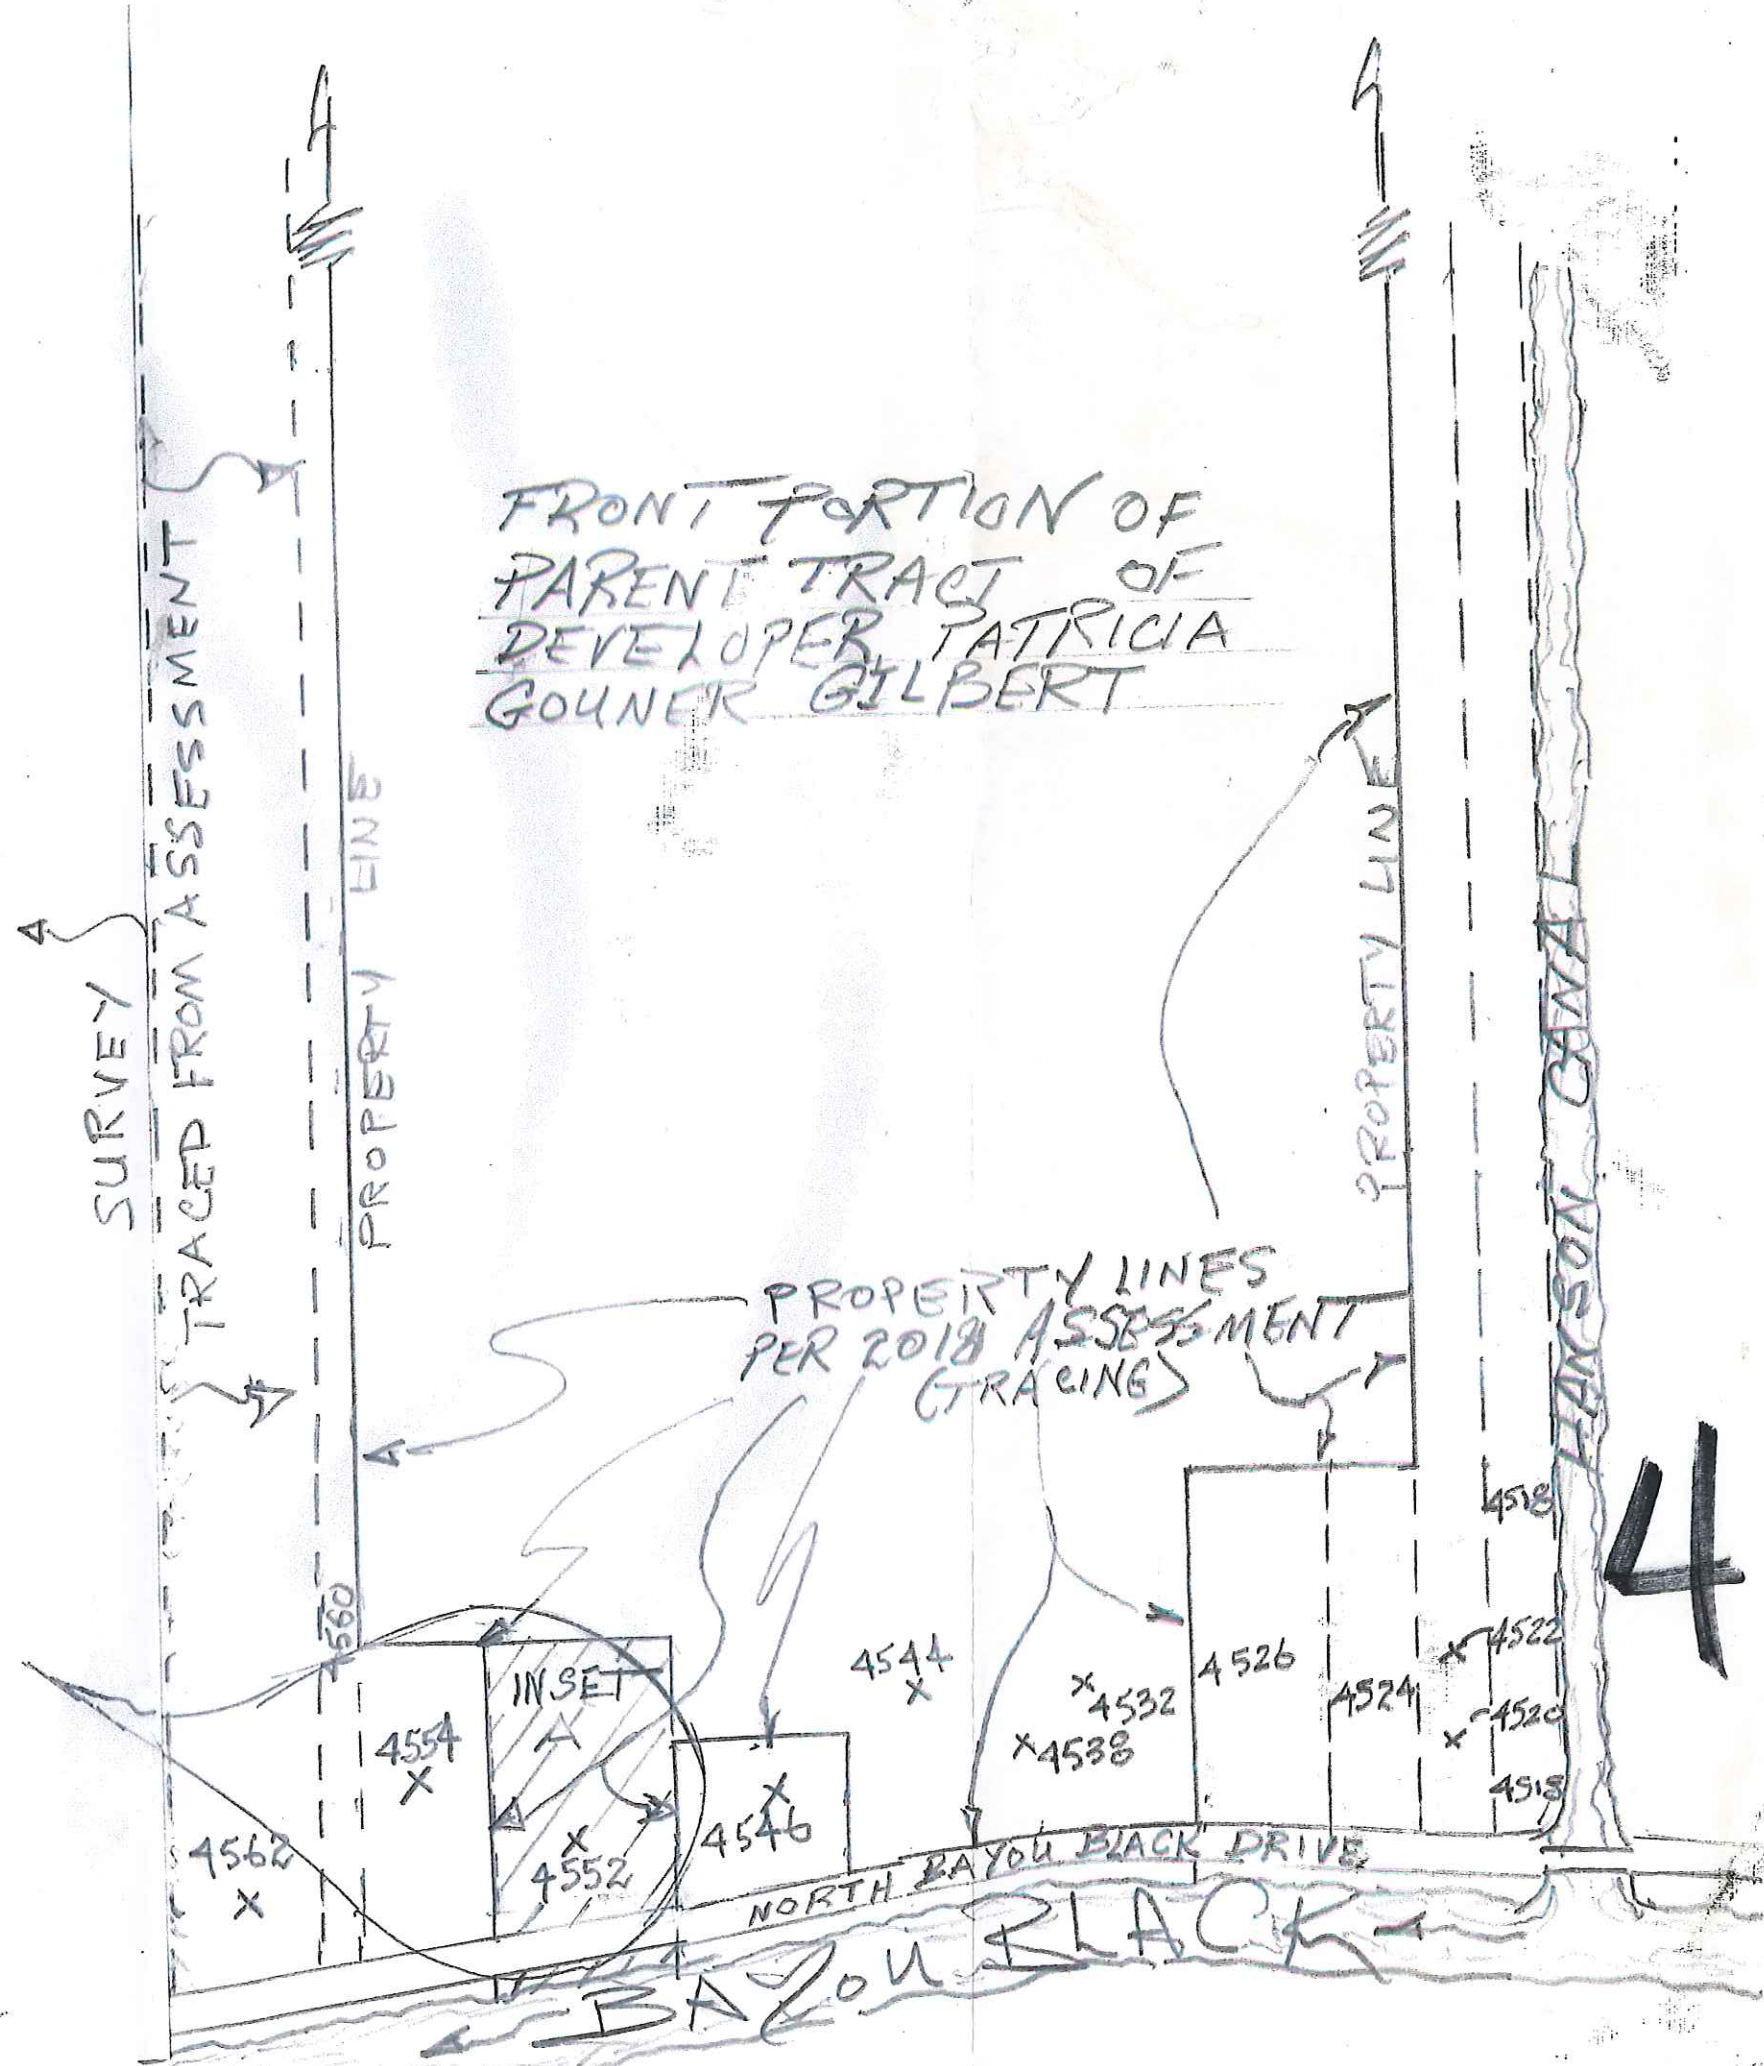 FRONT PORTION OF
PARENT TRACT OF
DEVELOPER, PATRICIA
GOUNER GILBERT
SURVEY
TRACED FROM ASSESSMENT
PROPERTY LINE
PROPERTY LINE
HANSON CANAL
PROPERTY LINES
PER 2018 ASSESSMENT
(TRACING)
4
4518
4560
INSET
A
4554
X
4552
X
4546
X
4544
X
X
4532
X
4538
4526
4524
X
4522
X
4520
4518
4562
X
NORTH BAYOU BLACK DRIVE
BAYOU BLACK